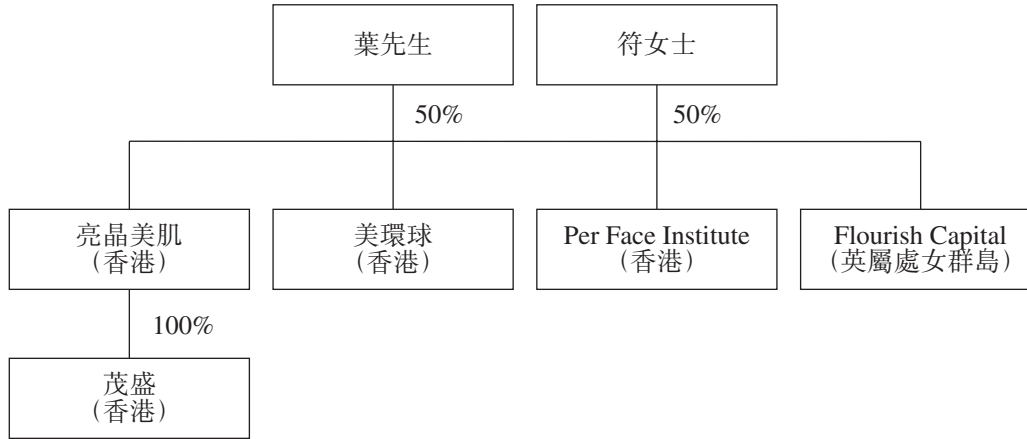 葉先生
符女士
50%
50%
亮晶美肌
（香港）
美環球
（香港）
Per Face Institute
（香港）
Flourish Capital
（英屬處女群島）
100%
茂盛
（香港）